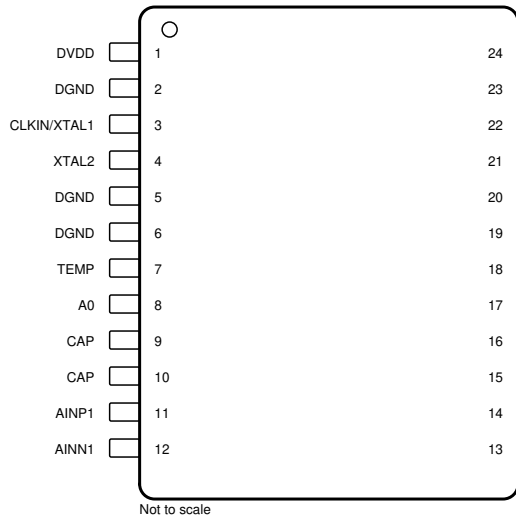 DVDD 1 24
DGND 2 23
CLKIN/XTAL1 3 22
XTAL2 4 21
DGND 5 20
DGND 6 19
TEMP 7 18
A0 8 17
CAP 9 16
CAP 10 15
AINP1 11 14
AINN1 12 13
Not to scale